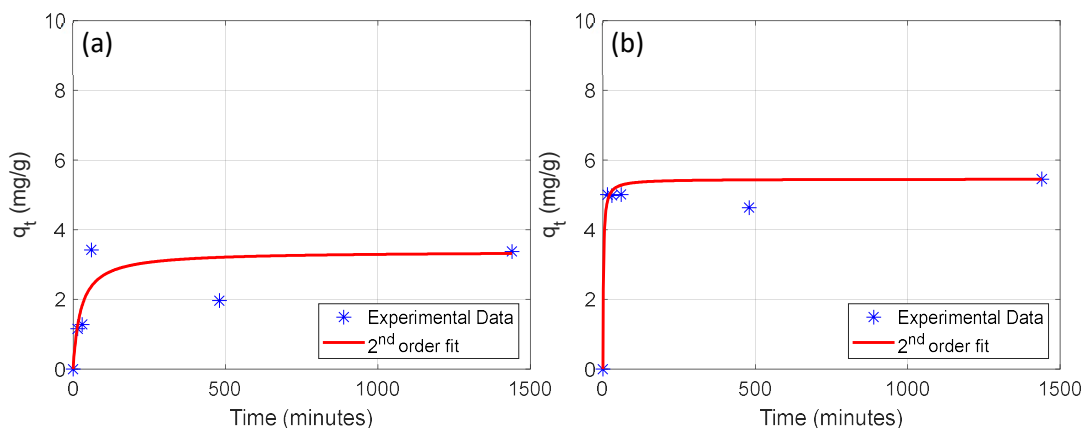 (a)
10
8
6
4
2
0
q_t (mg/g)
0 500 1000 1500
Time (minutes)
Experimental Data
2nd order fit
(b)
10
8
6
4
2
0
q_t (mg/g)
0 500 1000 1500
Time (minutes)
Experimental Data
2nd order fit